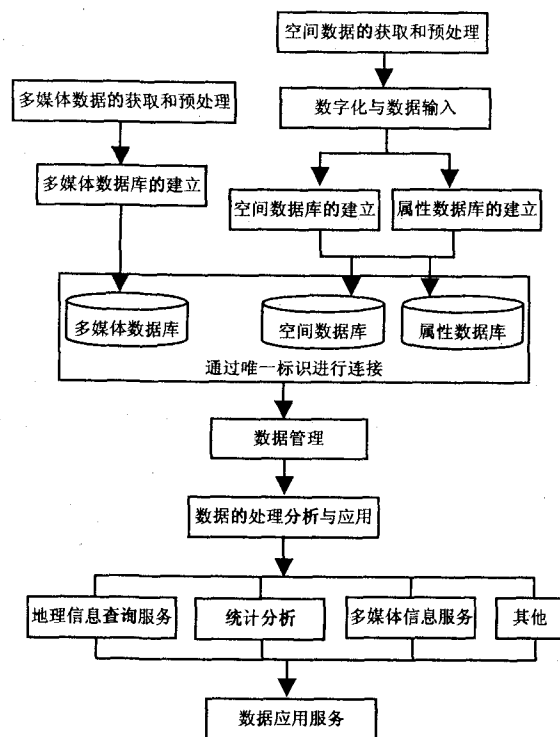 空间数据的获取和预处理
多媒体数据的获取和预处理
数字化与数据输入
多媒体数据库的建立
空间数据库的建立
属性数据库的建立
多媒体数据库
空间数据库
属性数据库
通过唯一标识进行连接
数据管理
数据的处理分析与应用
地理信息查询服务
统计分析
多媒体信息服务
其他
数据应用服务